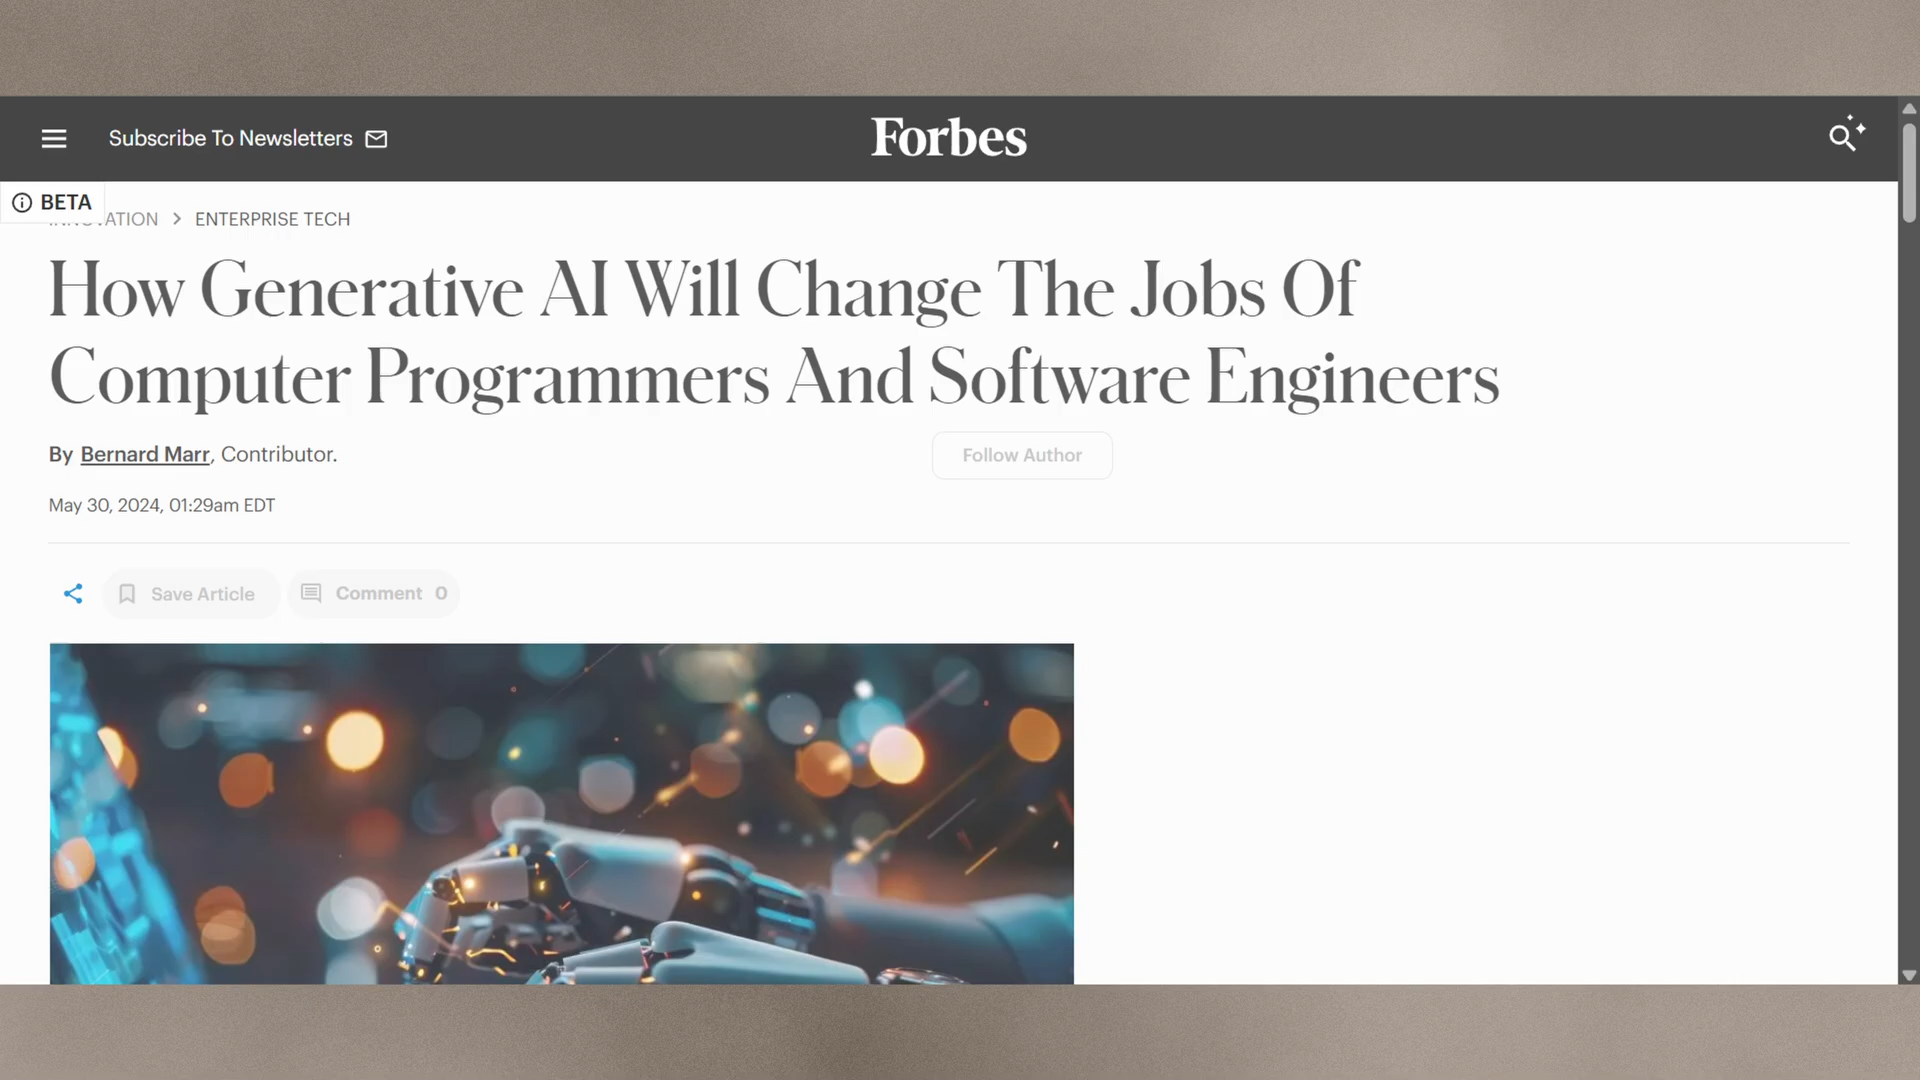 Subscribe To Newsletters
Forbes
BETA
INNOVATION > ENTERPRISE TECH
How Generative AI Will Change The Jobs Of
Computer Programmers And Software Engineers
By Bernard Marr, Contributor.
Follow Author
May 30, 2024, 01:29am EDT
Save Article
Comment 0